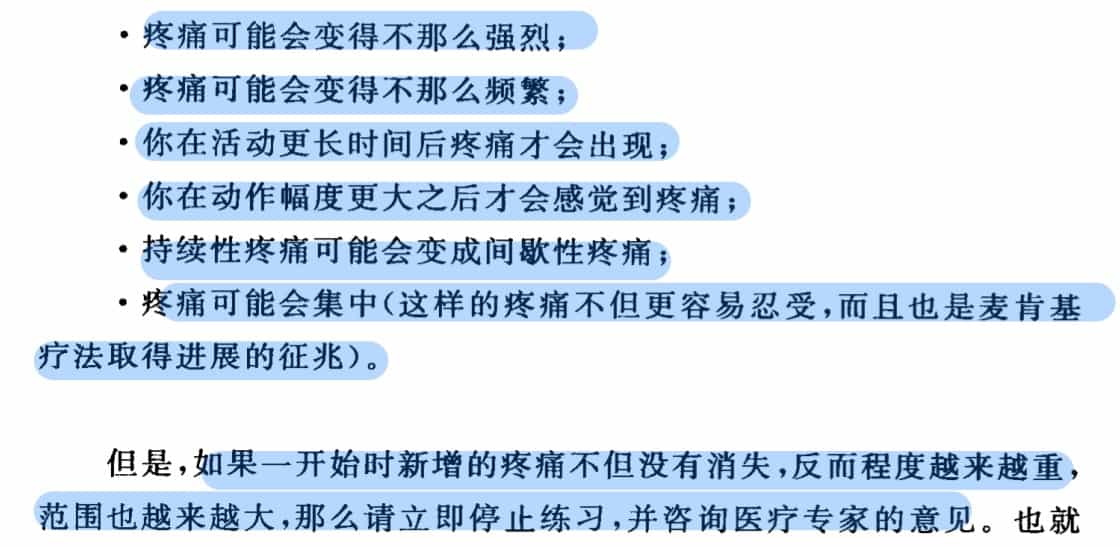 ·疼痛可能会变得不那么强烈；
·疼痛可能会变得不那么频繁；
·你在活动更长时间后疼痛才会出现；
·你在动作幅度更大之后才会感觉到疼痛；
·持续性疼痛可能会变成间歇性疼痛；
·疼痛可能会集中(这样的疼痛不但更容易忍受，而且也是麦肯基
疗法取得进展的征兆)。
但是，如果一开始时新增的疼痛不但没有消失，反而程度越来越重，
范围也越来越大，那么请立即停止练习，并咨询医疗专家的意见。也就